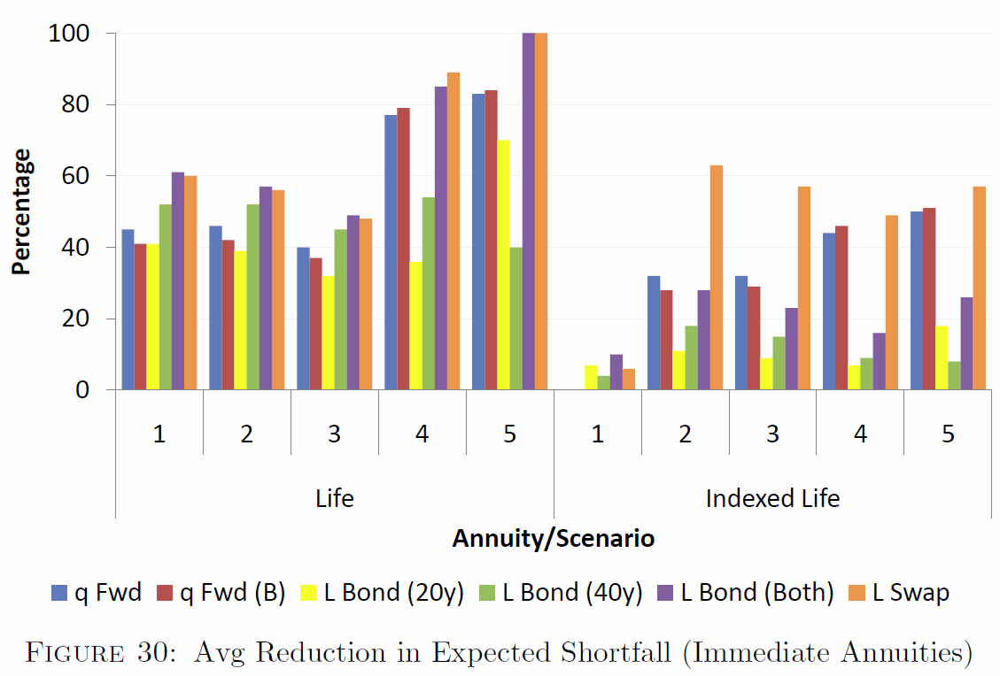 100
80
60
40
20
0
Percentage
1 2 3 4 5 1 2 3 4 5
Life Indexed Life
Annuity/Scenario
q Fwd q Fwd (B) L Bond (20y) L Bond (40y) L Bond (Both) L Swap
FIGURE 30: Avg Reduction in Expected Shortfall (Immediate Annuities)